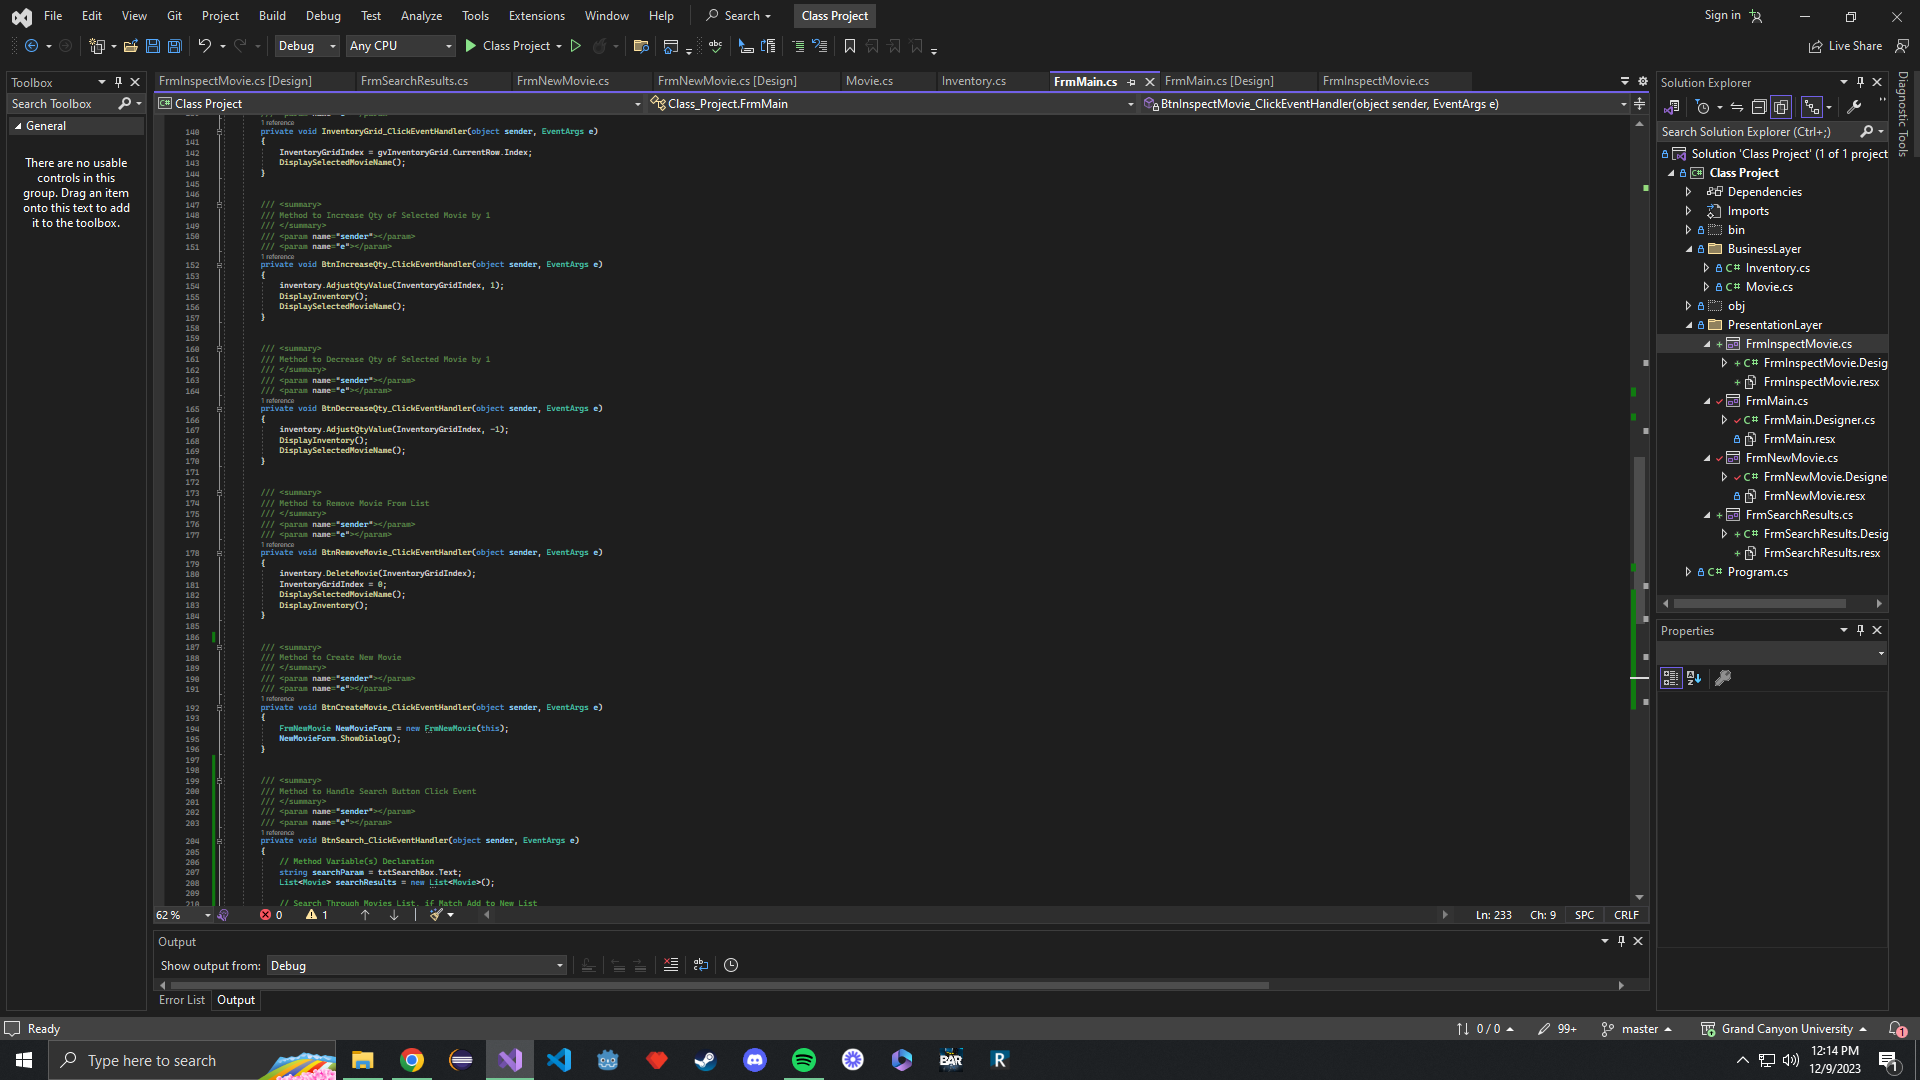 File Edit View Git Project Build Debug Test Analyze Tools Extensions Window Help Search Class Project Sign in
Debug Any CPU Class Project Live Share
Toolbox
Search Toolbox
General
There are no usable
controls in this
group. Drag an item
onto this text to add
it to the toolbox.
FrmInspectMovie.cs [Design] FrmSearchResults.cs FrmNewMovie.cs FrmNewMovie.cs [Design] Movie.cs Inventory.cs FrmMain.cs FrmMain.cs [Design] FrmInspectMovie.cs
Class Project Class_Project.FrmMain BtnInspectMovie_ClickEventHandler(object sender, EventArgs e)
1 reference
140 private void InventoryGrid_ClickEventHandler(object sender, EventArgs e)
141 {
142 InventoryGridIndex = gvInventoryGrid.CurrentRow.Index;
143 DisplaySelectedMovieName();
144 }
145
146
147 /// <summary>
148 /// Method to Increase Qty of Selected Movie by 1
149 /// </summary>
150 /// <param name="sender"></param>
151 /// <param name="e"></param>
1 reference
152 private void BtnIncreaseQty_ClickEventHandler(object sender, EventArgs e)
153 {
154 inventory.AdjustQtyValue(InventoryGridIndex, 1);
155 DisplayInventory();
156 DisplaySelectedMovieName();
157 }
158
159
160 /// <summary>
161 /// Method to Decrease Qty of Selected Movie by 1
162 /// </summary>
163 /// <param name="sender"></param>
164 /// <param name="e"></param>
1 reference
165 private void BtnDecreaseQty_ClickEventHandler(object sender, EventArgs e)
166 {
167 inventory.AdjustQtyValue(InventoryGridIndex, -1);
168 DisplayInventory();
169 DisplaySelectedMovieName();
170 }
171
172
173 /// <summary>
174 /// Method to Remove Movie From List
175 /// </summary>
176 /// <param name="sender"></param>
177 /// <param name="e"></param>
1 reference
178 private void BtnRemoveMovie_ClickEventHandler(object sender, EventArgs e)
179 {
180 inventory.DeleteMovie(InventoryGridIndex);
181 InventoryGridIndex = 0;
182 DisplaySelectedMovieName();
183 DisplayInventory();
184 }
185
186
187 /// <summary>
188 /// Method to Create New Movie
189 /// </summary>
190 /// <param name="sender"></param>
191 /// <param name="e"></param>
1 reference
192 private void BtnCreateMovie_ClickEventHandler(object sender, EventArgs e)
193 {
194 FrmNewMovie NewMovieForm = new FrmNewMovie(this);
195 NewMovieForm.ShowDialog();
196 }
197
198
199 /// <summary>
200 /// Method to Handle Search Button Click Event
201 /// </summary>
202 /// <param name="sender"></param>
203 /// <param name="e"></param>
1 reference
204 private void BtnSearch_ClickEventHandler(object sender, EventArgs e)
205 {
206 // Method Variable(s) Declaration
207 string searchParam = txtSearchBox.Text;
208 List<Movie> searchResults = new List<Movie>();
209
210 // Search Through Movies List, if Match Add to New List
62 % 0 1 Ln: 233 Ch: 9 SPC CRLF
Output
Show output from: Debug
Error List Output
Solution Explorer
Search Solution Explorer (Ctrl+;)
Solution 'Class Project' (1 of 1 project
Class Project
Dependencies
Imports
bin
BusinessLayer
C# Inventory.cs
C# Movie.cs
obj
PresentationLayer
FrmInspectMovie.cs
C# FrmInspectMovie.Desig
FrmInspectMovie.resx
FrmMain.cs
C# FrmMain.Designer.cs
FrmMain.resx
FrmNewMovie.cs
C# FrmNewMovie.Designe
FrmNewMovie.resx
FrmSearchResults.cs
C# FrmSearchResults.Desig
FrmSearchResults.resx
C# Program.cs
Properties
Diagnostic Tools
Ready 0 / 0 99+ master Grand Canyon University 1
Type here to search BAR R 12:14 PM
12/9/2023 1